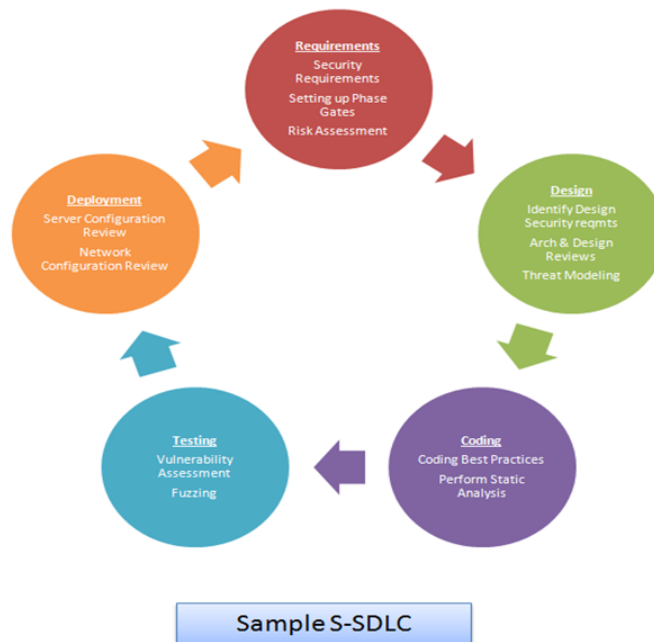 Requirements
Security
Requirements
Setting up Phase
Gates
Risk Assessment
Design
Identify Design
Security reqmts
Arch & Design
Reviews
Threat Modeling
Coding
Coding Best Practices
Perform Static
Analysis
Testing
Vulnerability
Assessment
Fuzzing
Deployment
Server Configuration
Review
Network
Configuration Review
Sample S-SDLC